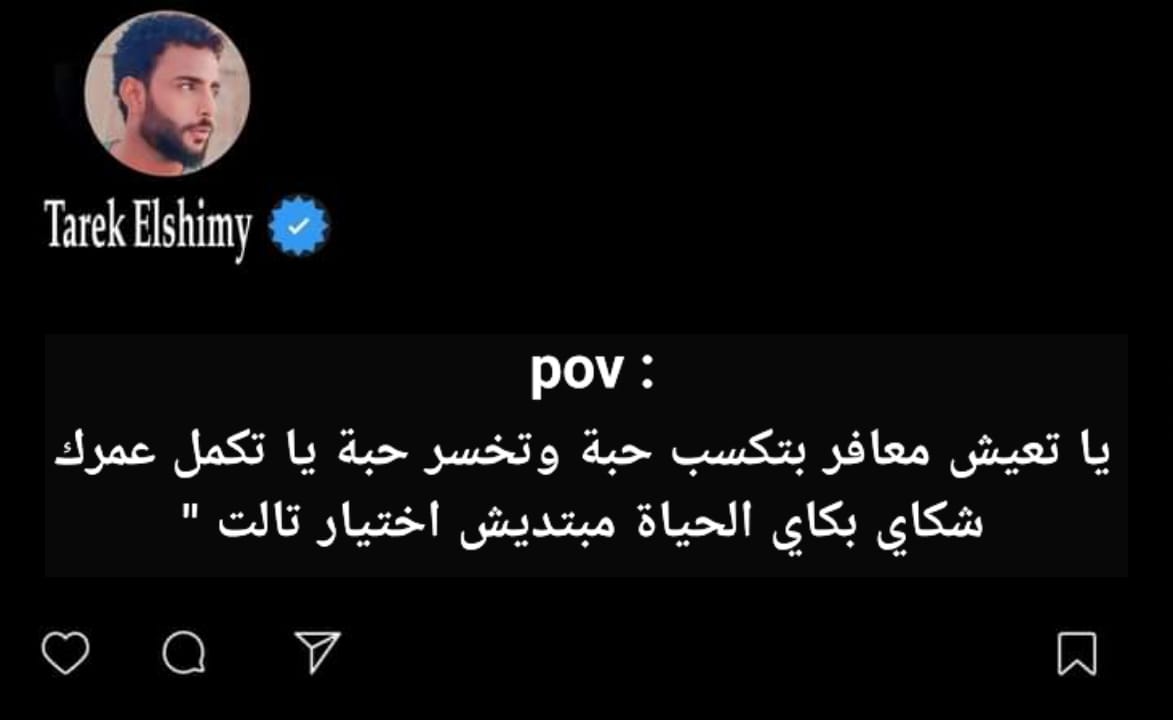 Tarek Elshimy
pov :
يا تعيش معافر بتكسب حبة وتخسر حبة يا تكمل عمرك
شكاي بكاي الحياة مبتديش اختيار تالت "